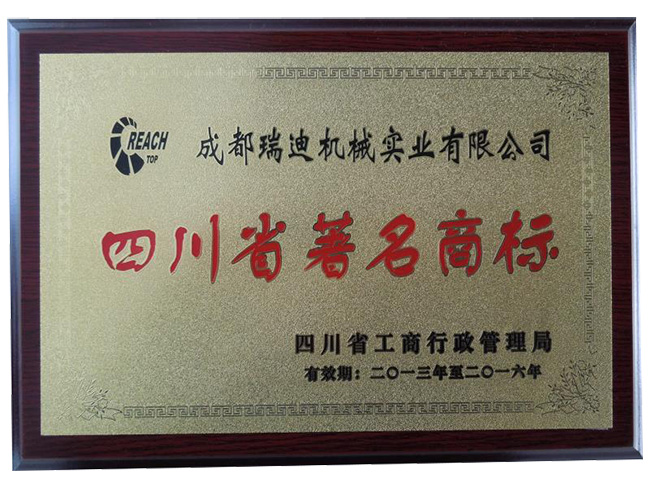 REACH
TOP
成都瑞迪机械实业有限公司
四川省著名商标
四川省工商行政管理局
有效期：二〇一三年至二〇一六年